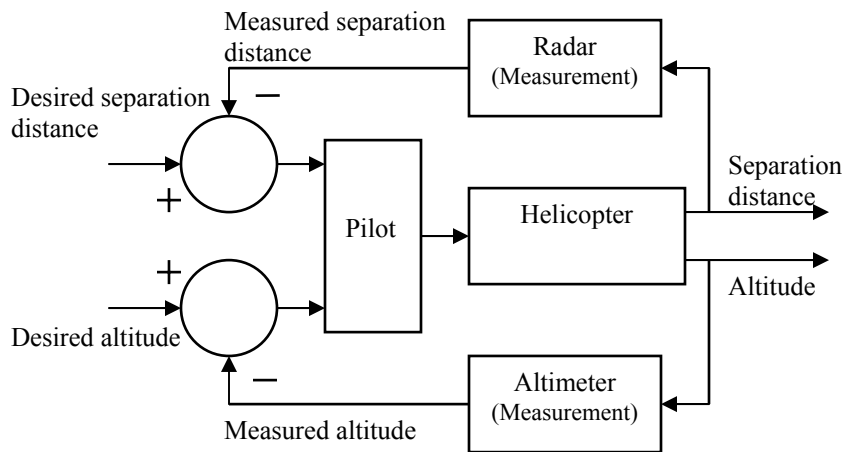 Measured separation
distance
Radar
(Measurement)
−
Desired separation
distance
+
Separation
distance
Pilot
Helicopter
+
Altitude
Desired altitude
−
Altimeter
(Measurement)
Measured altitude